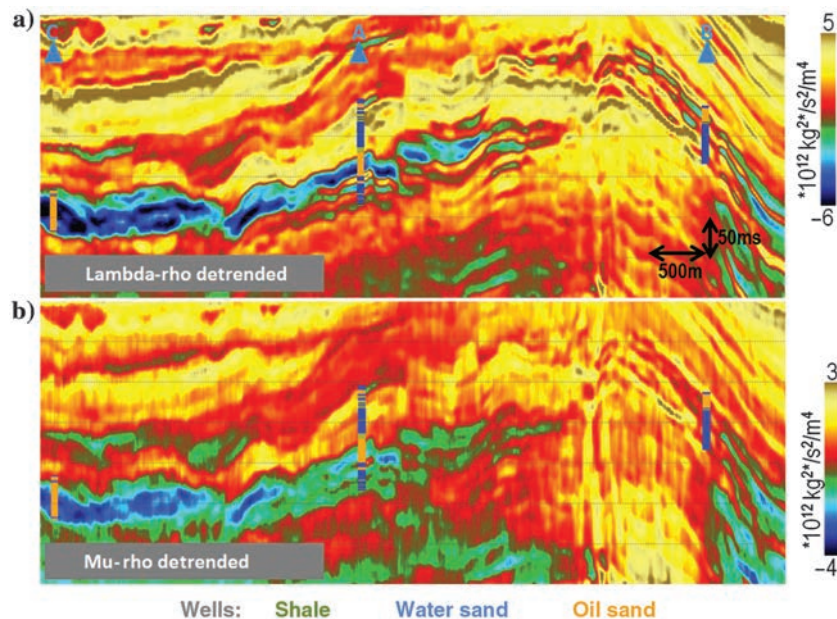 a)
C
A
B
5
*10¹² kg²*/s²/m⁴
-6
50ms
500m
Lambda-rho detrended
b)
3
*10¹² kg²*/s²/m⁴
-4
Mu-rho detrended
Wells: Shale Water sand Oil sand